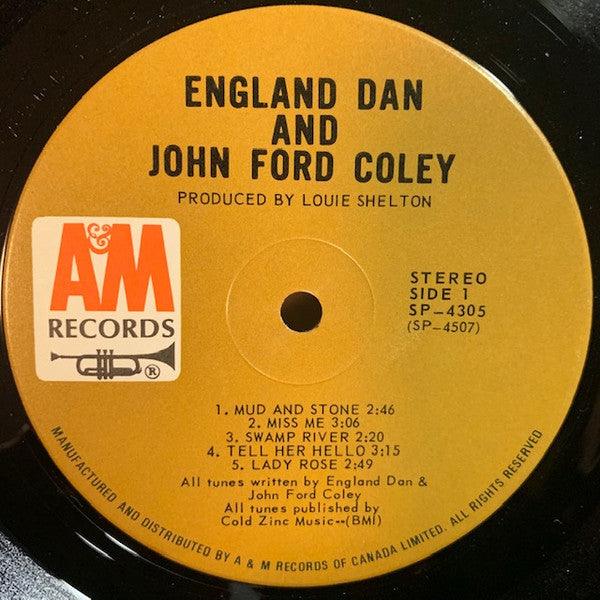 ENGLAND DAN
AND
JOHN FORD COLEY
PRODUCED BY LOUIE SHELTON
A&M
RECORDS
®
STEREO
SIDE 1
SP-4305
(SP-4507)
1. MUD AND STONE 2:46
2. MISS ME 3:06
3. SWAMP RIVER 2:20
4. TELL HER HELLO 3:15
5. LADY ROSE 2:49
All tunes written by England Dan &
John Ford Coley
All tunes published by
Cold Zinc Music--(BMI)
MANUFACTURED AND DISTRIBUTED BY A & M RECORDS OF CANADA LIMITED. ALL RIGHTS RESERVED